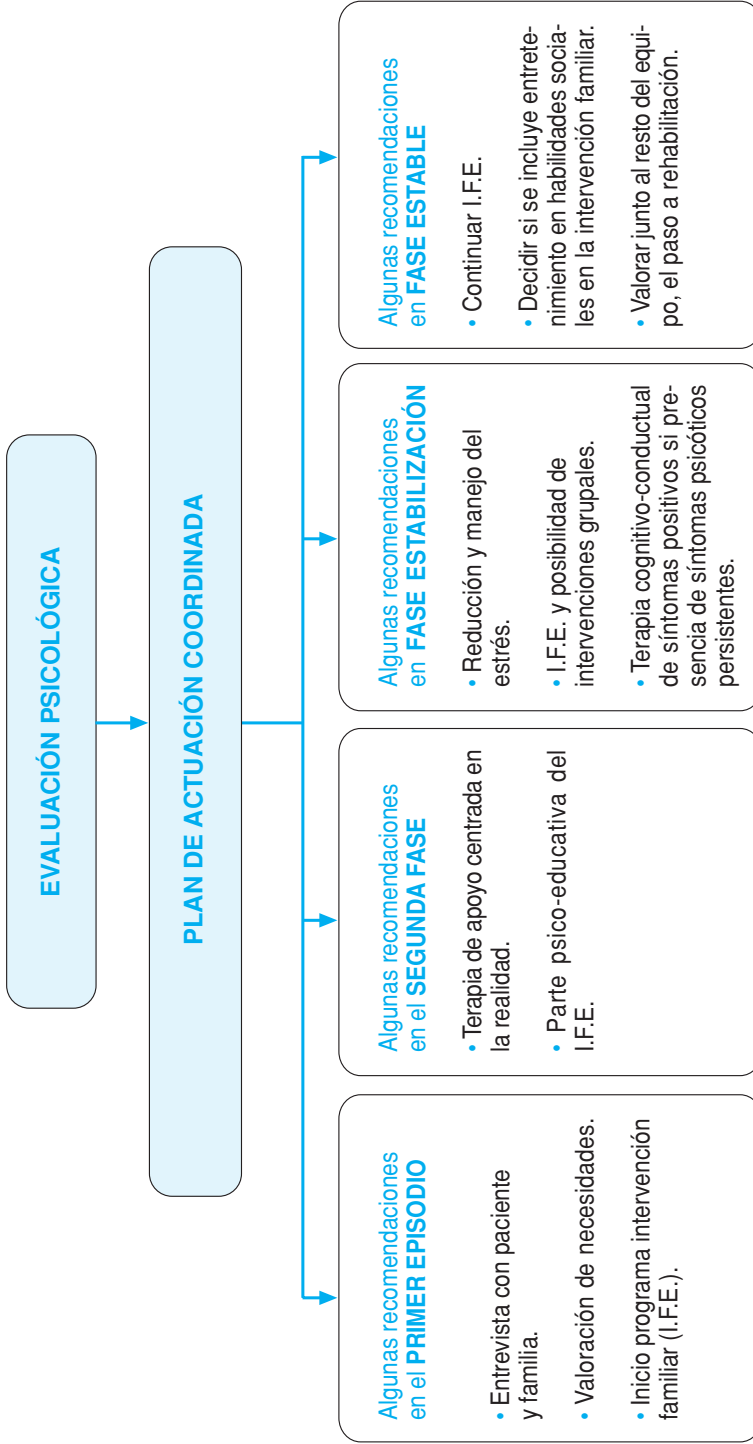 EVALUACIÓN PSICOLÓGICA
PLAN DE ACTUACIÓN COORDINADA
Algunas recomendaciones
en el PRIMER EPISODIO
• Entrevista con paciente
y familia.
• Valoración de necesidades.
• Inicio programa intervención
familiar (I.F.E.).
Algunas recomendaciones
en el SEGUNDA FASE
• Terapia de apoyo centrada en
la realidad.
• Parte psico-educativa del
I.F.E.
Algunas recomendaciones
en FASE ESTABILIZACIÓN
• Reducción y manejo del
estrés.
• I.F.E. y posibilidad de
intervenciones grupales.
• Terapia cognitivo-conductual
de síntomas positivos si pre-
sencia de síntomas psicóticos
persistentes.
Algunas recomendaciones
en FASE ESTABLE
• Continuar I.F.E.
• Decidir si se incluye entrete-
nimiento en habilidades socia-
les en la intervención familiar.
• Valorar junto al resto del equi-
po, el paso a rehabilitación.